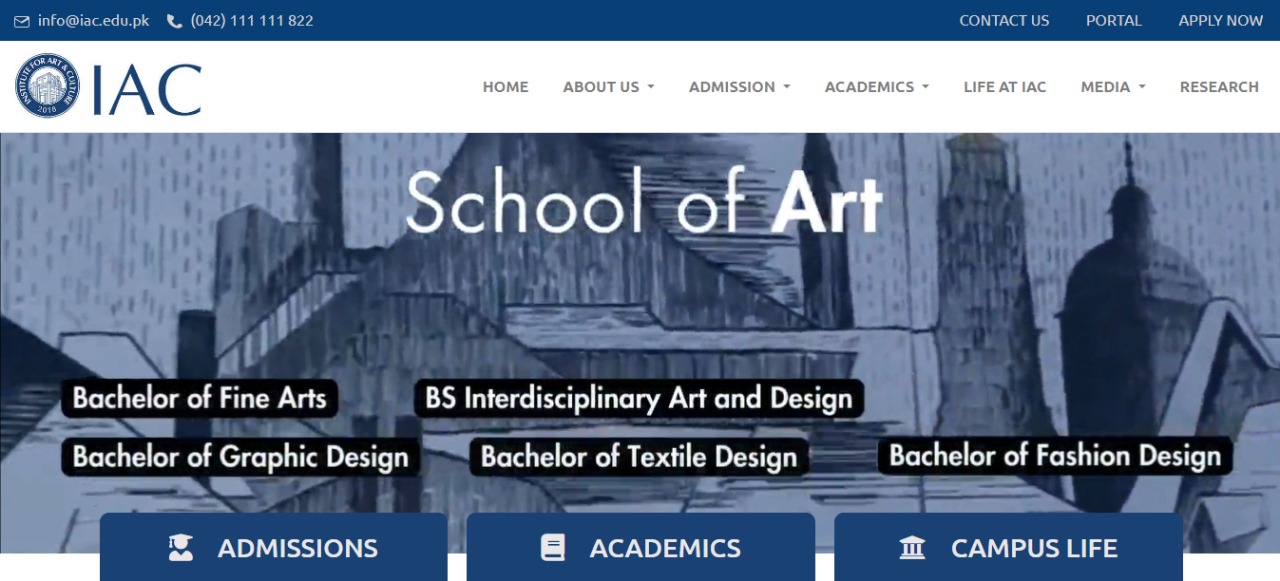 info@iac.edu.pk (042) 111 111 822 CONTACT US PORTAL APPLY NOW
INSTITUTE FOR ART & CULTURE
2018
IAC
HOME ABOUT US ADMISSION ACADEMICS LIFE AT IAC MEDIA RESEARCH
School of Art
Bachelor of Fine Arts BS Interdisciplinary Art and Design
Bachelor of Graphic Design Bachelor of Textile Design Bachelor of Fashion Design
ADMISSIONS ACADEMICS CAMPUS LIFE